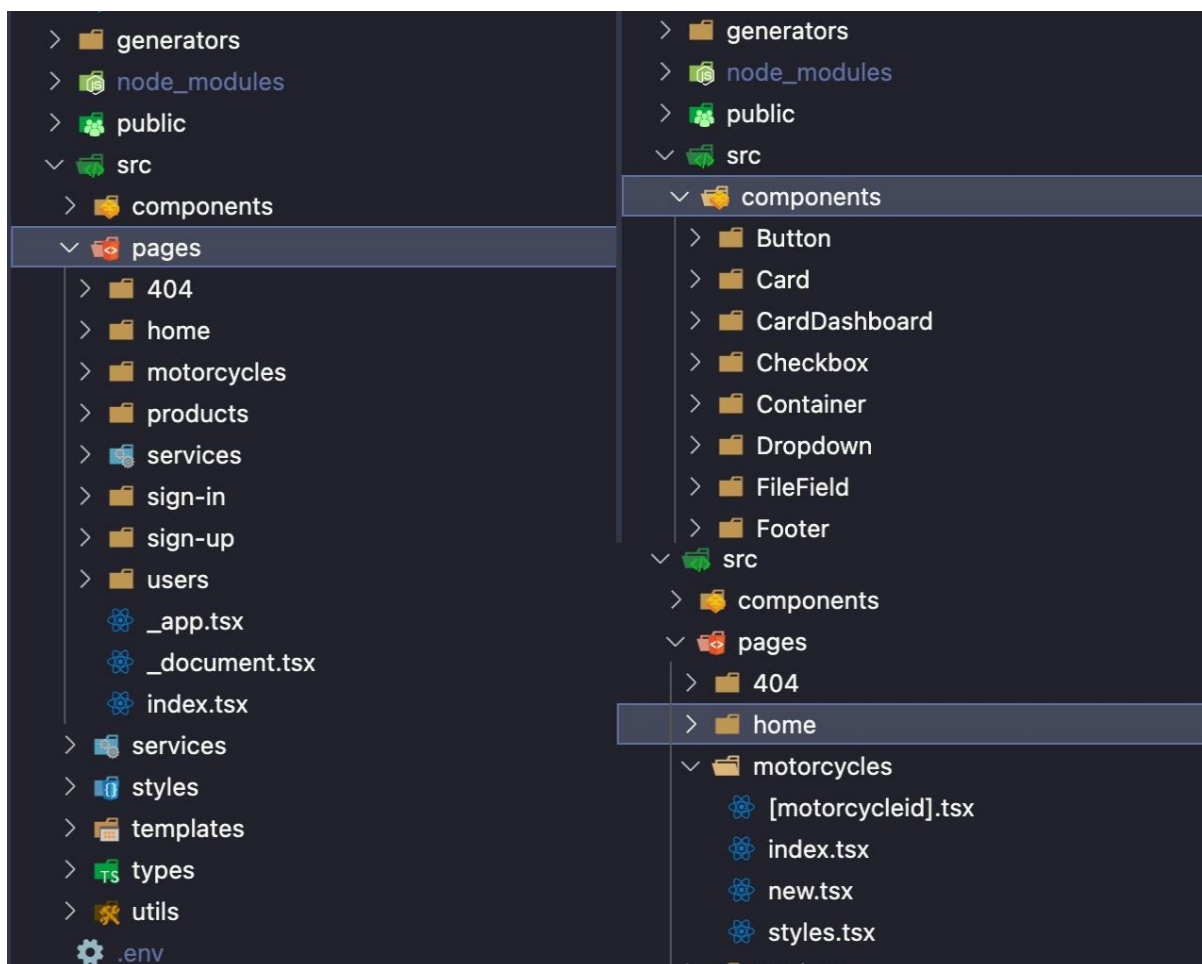 generators
node_modules
public
src
components
pages
404
home
motorcycles
products
services
sign-in
sign-up
users
_app.tsx
_document.tsx
index.tsx
services
styles
templates
types
utils
.env
generators
node_modules
public
src
components
Button
Card
CardDashboard
Checkbox
Container
Dropdown
FileField
Footer
src
components
pages
404
home
motorcycles
[motorcycleid].tsx
index.tsx
new.tsx
styles.tsx